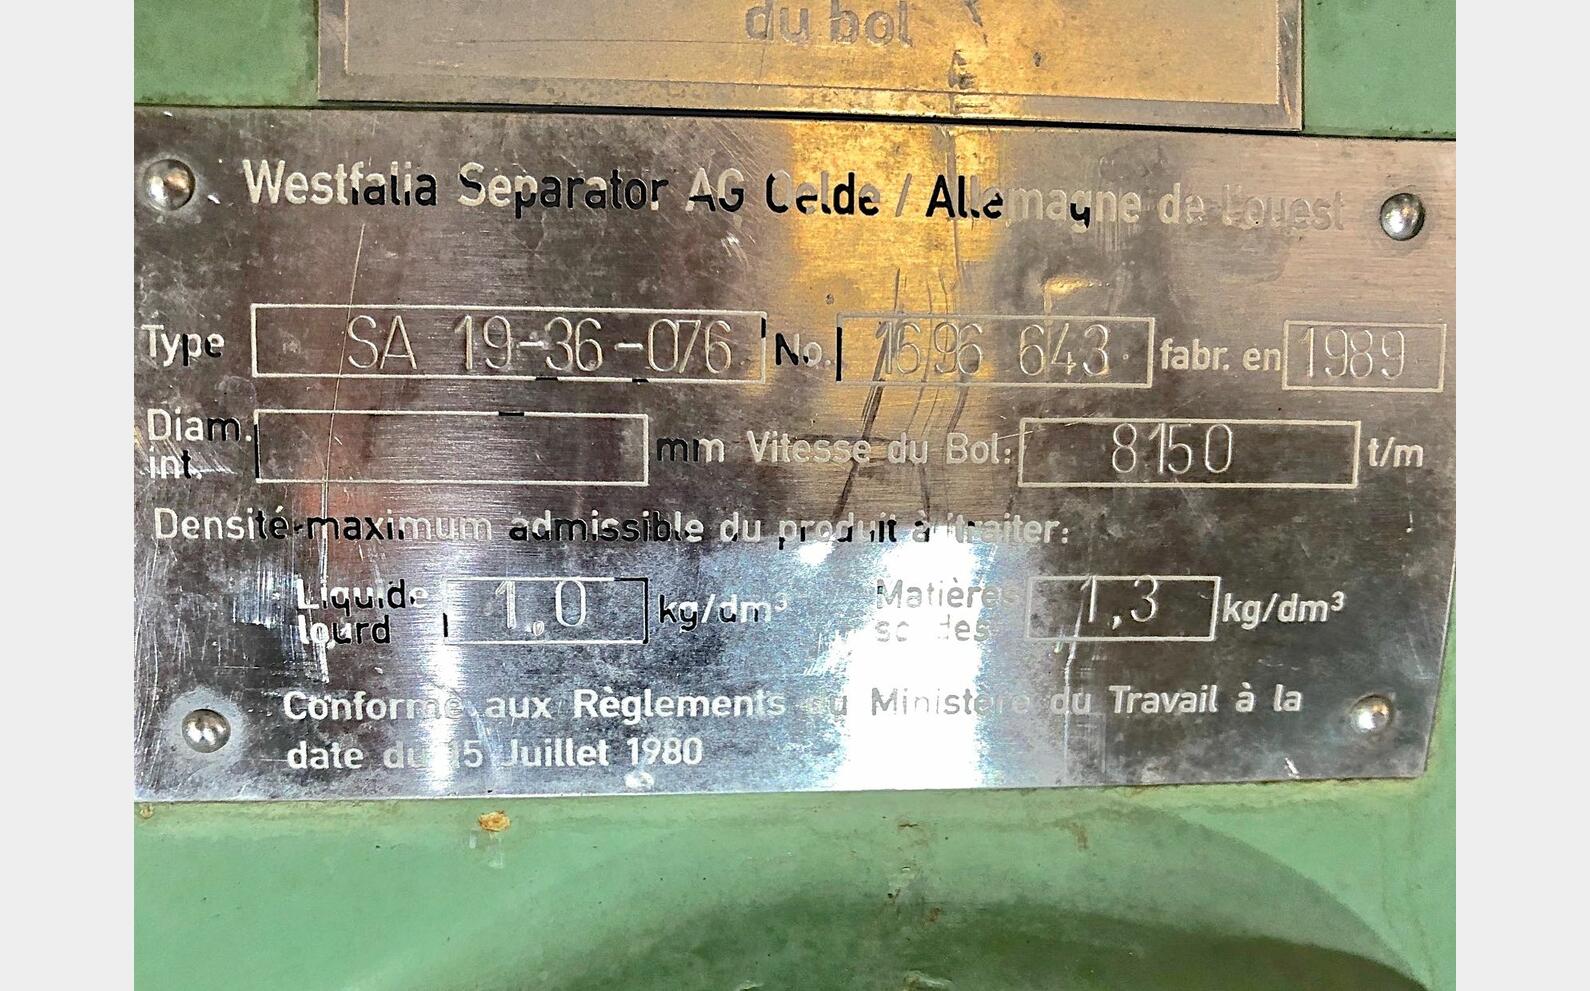 du bol
Westfalia Separator AG Oelde / Allemagne de l'ouest
Type SA 19-36-076 No. 1696 643 fabr. en 1989
Diam. int. mm Vitesse du Bol: 8150 t/m
Densité maximum admissible du produit à traiter:
Liquide lourd 1,0 kg/dm³ Matières solides 1,3 kg/dm³
Conforme aux Règlements du Ministère du Travail à la
date du 15 Juillet 1980